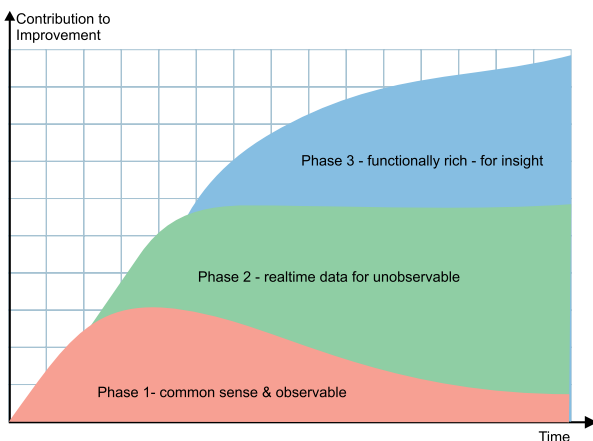 Contribution to
Improvement
Phase 3 - functionally rich - for insight
Phase 2 - realtime data for unobservable
Phase 1- common sense & observable
Time